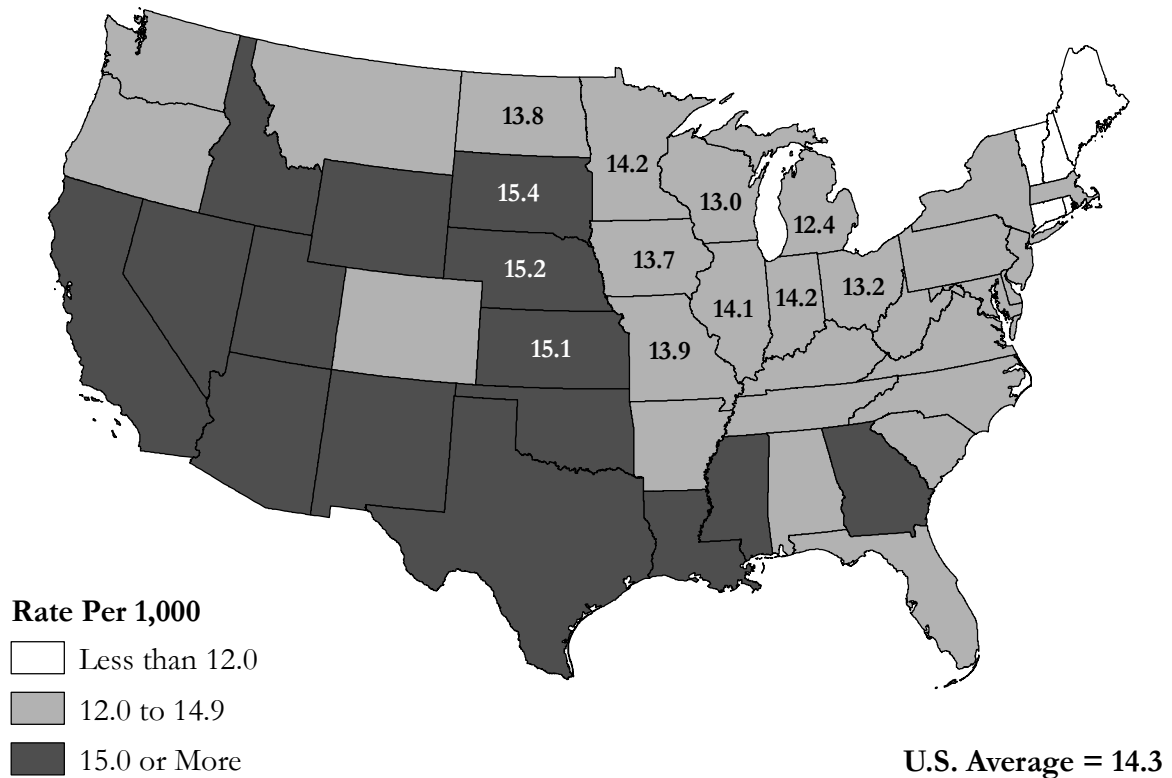 13.8
14.2
15.4
13.0
12.4
15.2
13.7
14.1
14.2
13.2
15.1
13.9
Rate Per 1,000
Less than 12.0
12.0 to 14.9
15.0 or More
U.S. Average = 14.3